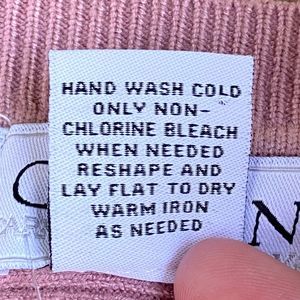 HAND WASH COLD
ONLY NON-
CHLORINE BLEACH
WHEN NEEDED
RESHAPE AND
LAY FLAT TO DRY
WARM IRON
AS NEEDED
N